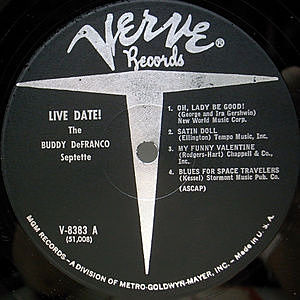 Verve®
Records
LIVE DATE!
The
BUDDY DeFRANCO
Septette
1. OH, LADY BE GOOD!
(George and Ira Gershwin)
New World Music Corp.
2. SATIN DOLL
(Ellington) Tempo Music, Inc.
3. MY FUNNY VALENTINE
(Rodgers-Hart) Chappell & Co.,
Inc.
4. BLUES FOR SPACE TRAVELERS
(Kessel) Stormont Music Pub. Co.
(ASCAP)
V-8383 A
(51,008)
MGM RECORDS—A DIVISION OF METRO-GOLDWYN-MAYER, INC. · Made in U.S.A.